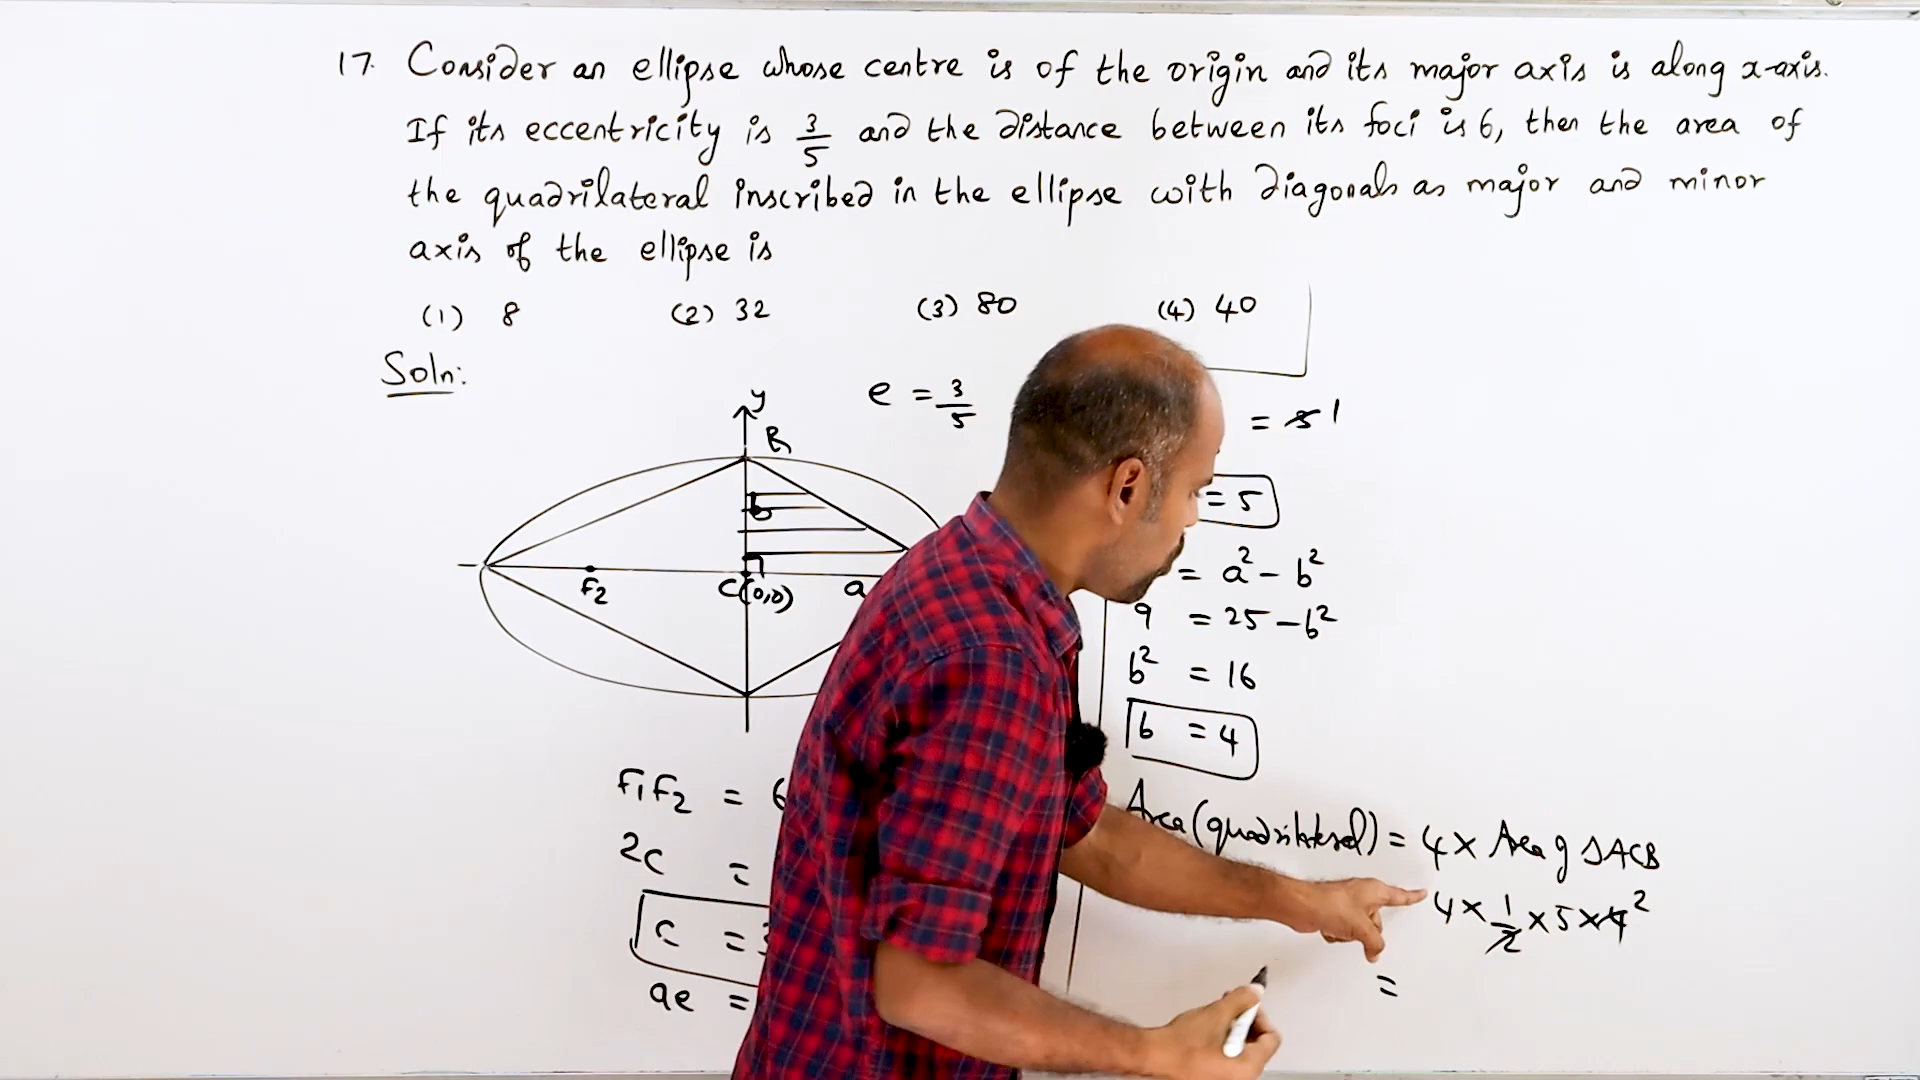 17. Consider an ellipse whose centre is of the origin and its major axis is along x-axis.
If its eccentricity is 3/5 and the distance between its foci is 6, then the area of
the quadrilateral inscribed in the ellipse with diagonals as major and minor
axis of the ellipse is
(1) 8 (2) 32 (3) 80 (4) 40
Soln:
y
B
b
F2
C(0,0)
a
F1F2 = 6
2c =
c =
ae =
e = 3/5
= 5 1
= 5
= a² - b²
9 = 25 - b²
b² = 16
b = 4
Area (quadrilateral) = 4 × Area of ΔACB
4 × 1/2 × 5 × 4 2
=